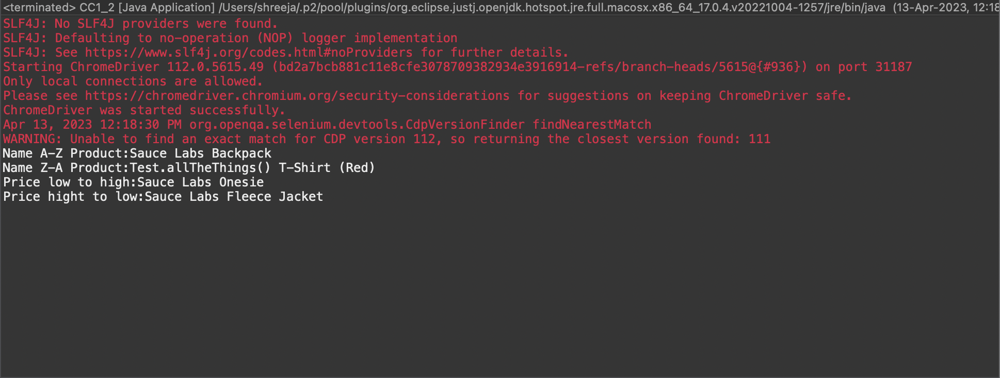 <terminated> CC1_2 [Java Application] /Users/shreeja/.p2/pool/plugins/org.eclipse.justj.openjdk.hotspot.jre.full.macosx.x86_64_17.0.4.v20221004-1257/jre/bin/java (13-Apr-2023, 12:18
SLF4J: No SLF4J providers were found.
SLF4J: Defaulting to no-operation (NOP) logger implementation
SLF4J: See https://www.slf4j.org/codes.html#noProviders for further details.
Starting ChromeDriver 112.0.5615.49 (bd2a7bcb881c11e8cfe3078709382934e3916914-refs/branch-heads/5615@{#936}) on port 31187
Only local connections are allowed.
Please see https://chromedriver.chromium.org/security-considerations for suggestions on keeping ChromeDriver safe.
ChromeDriver was started successfully.
Apr 13, 2023 12:18:30 PM org.openqa.selenium.devtools.CdpVersionFinder findNearestMatch
WARNING: Unable to find an exact match for CDP version 112, so returning the closest version found: 111
Name A-Z Product:Sauce Labs Backpack
Name Z-A Product:Test.allTheThings() T-Shirt (Red)
Price low to high:Sauce Labs Onesie
Price hight to low:Sauce Labs Fleece Jacket